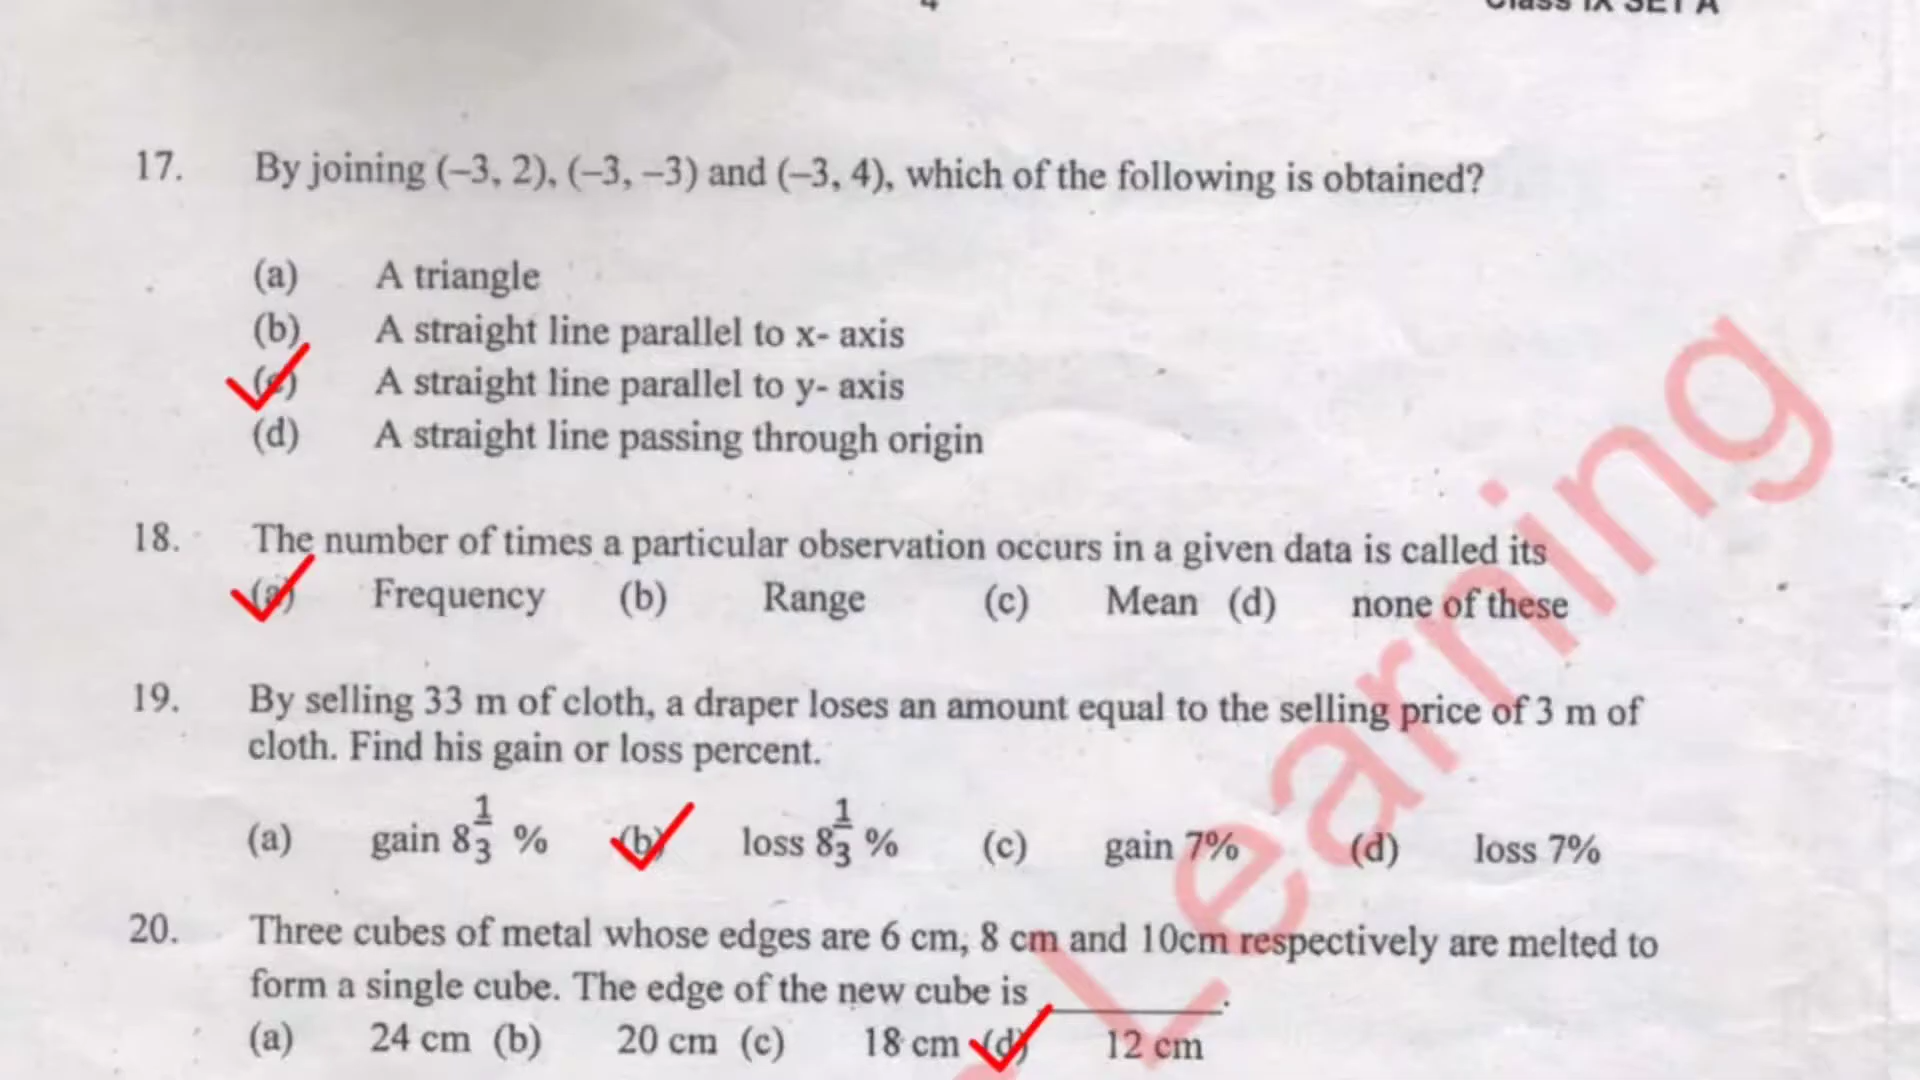 4
Class IX SET A
17. By joining (–3, 2), (–3, –3) and (–3, 4), which of the following is obtained?
(a) A triangle
(b) A straight line parallel to x- axis
(c) A straight line parallel to y- axis
(d) A straight line passing through origin
18. The number of times a particular observation occurs in a given data is called its
(a) Frequency (b) Range (c) Mean (d) none of these
19. By selling 33 m of cloth, a draper loses an amount equal to the selling price of 3 m of
cloth. Find his gain or loss percent.
(a) gain 8 1/3 % (b) loss 8 1/3 % (c) gain 7% (d) loss 7%
20. Three cubes of metal whose edges are 6 cm, 8 cm and 10cm respectively are melted to
form a single cube. The edge of the new cube is ________.
(a) 24 cm (b) 20 cm (c) 18 cm (d) 12 cm
Learning